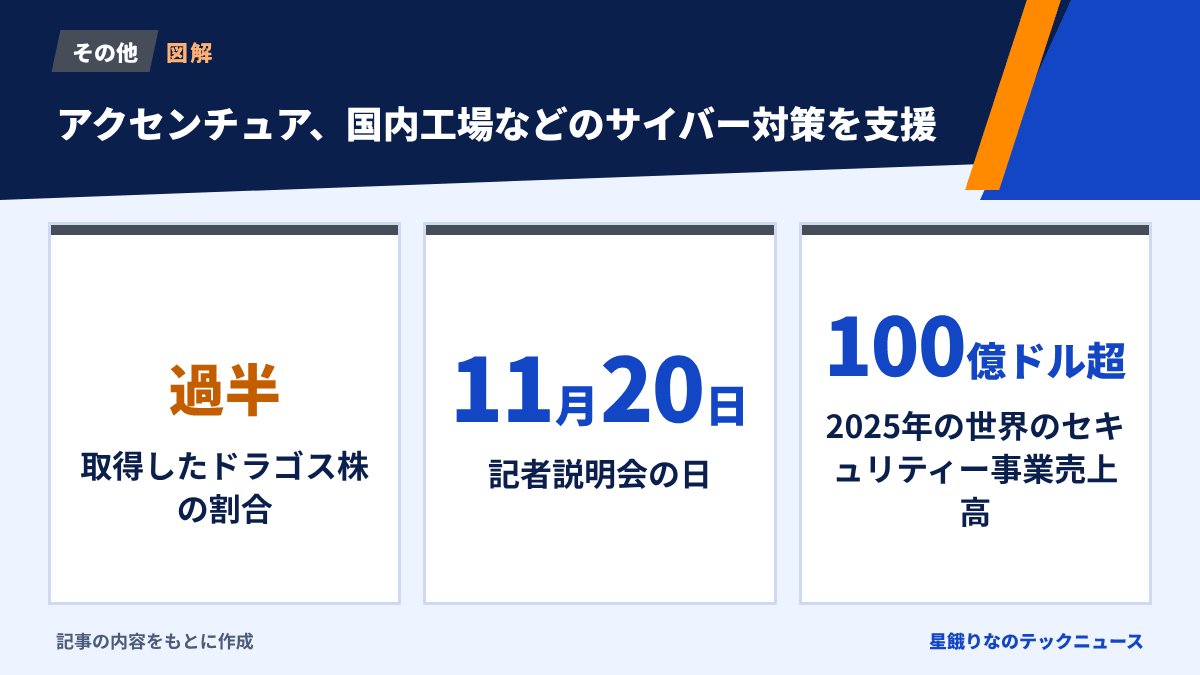 その他 図解
アクセンチュア、国内工場などのサイバー対策を支援
過半
取得したドラゴス株
の割合
11月20日
記者説明会の日
100億ドル超
2025年の世界のセキ
ュリティー事業売上
高
記事の内容をもとに作成
星餓りなのテックニュース